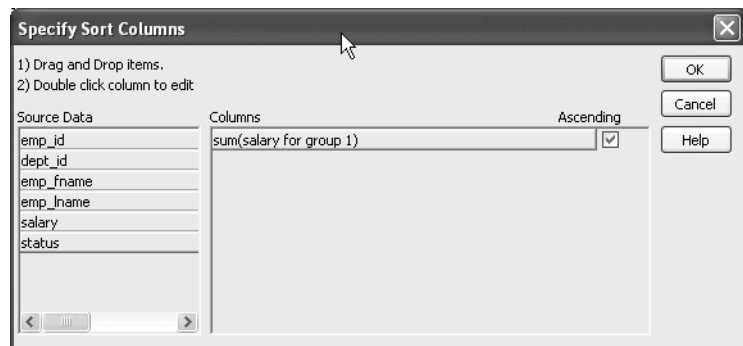 Specify Sort Columns
1) Drag and Drop items.
2) Double click column to edit
OK
Cancel
Help
Source Data
emp_id
dept_id
emp_fname
emp_lname
salary
status
Columns Ascending
sum(salary for group 1)